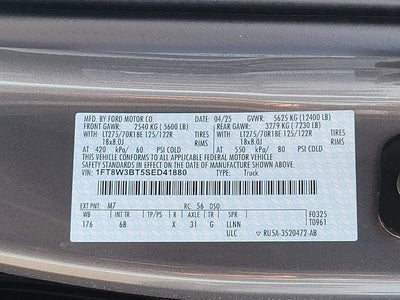 MFD. BY FORD MOTOR CO.
DATE: 04/25 GVWR: 5625 KG (12400 LB)
FRONT GAWR: 2540 KG (5600 LB) REAR GAWR: 3279 KG (7230 LB)
WITH LT275/70R18E 125/122R TIRES WITH LT275/70R18E 125/122R TIRES
18x8.0J RIMS 18x8.0J RIMS
AT 420 kPa/ 60 PSI COLD AT 550 kPa/ 80 PSI COLD
THIS VEHICLE CONFORMS TO ALL APPLICABLE FEDERAL MOTOR VEHICLE
SAFETY STANDARDS IN EFFECT ON THE DATE OF MANUFACTURE SHOWN ABOVE.
VIN: 1FT8W3BT5SED41880 TYPE: Truck
EXT PNT: M7 RC: 56 DSO:
WB INT TR TP/PS R AXLE TR SPR F0325
176 6B X 31 G LLNN T0961
ULC RU5A-3520472-AB